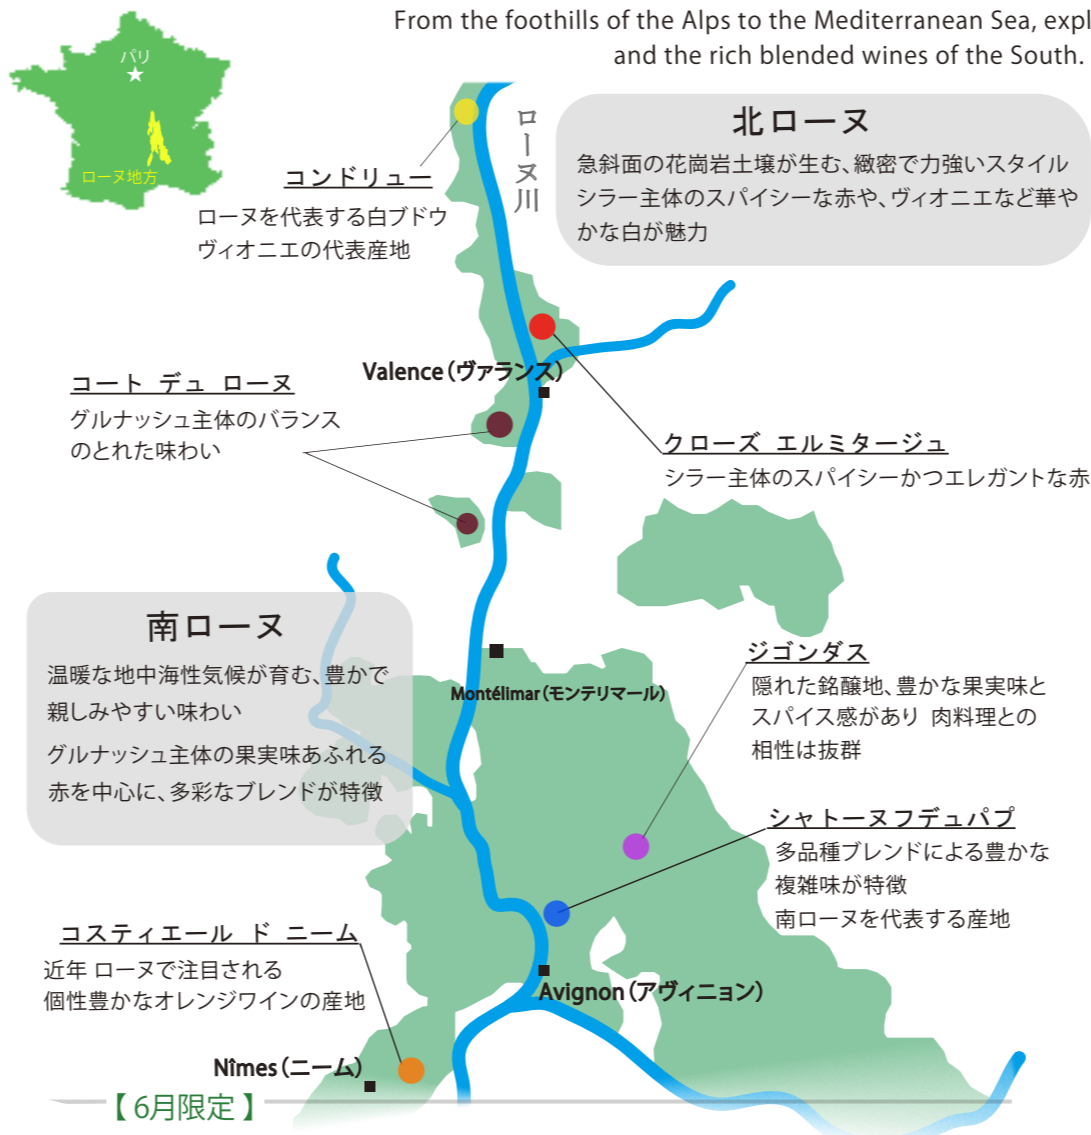 From the foothills of the Alps to the Mediterranean Sea, expl
and the rich blended wines of the South.
パリ
ローヌ地方
ローヌ川
北ローヌ
急斜面の花崗岩土壌が生む、緻密で力強いスタイル
シラー主体のスパイシーな赤や、ヴィオニエなど華や
かな白が魅力
コンドリュー
ローヌを代表する白ブドウ
ヴィオニエの代表産地
Valence（ヴァランス）
コート デュ ローヌ
グルナッシュ主体のバランス
のとれた味わい
クローズ エルミタージュ
シラー主体のスパイシーかつエレガントな赤
南ローヌ
温暖な地中海性気候が育む、豊かで
親しみやすい味わい
グルナッシュ主体の果実味あふれる
赤を中心に、多彩なブレンドが特徴
Montélimar（モンテリマール）
ジゴンダス
隠れた銘醸地、豊かな果実味と
スパイス感があり 肉料理との
相性は抜群
シャトーヌフデュパプ
多品種ブレンドによる豊かな
複雑味が特徴
南ローヌを代表する産地
コスティエール ド ニーム
近年 ローヌで注目される
個性豊かなオレンジワインの産地
Avignon（アヴィニョン）
Nîmes（ニーム）
【 6月限定 】